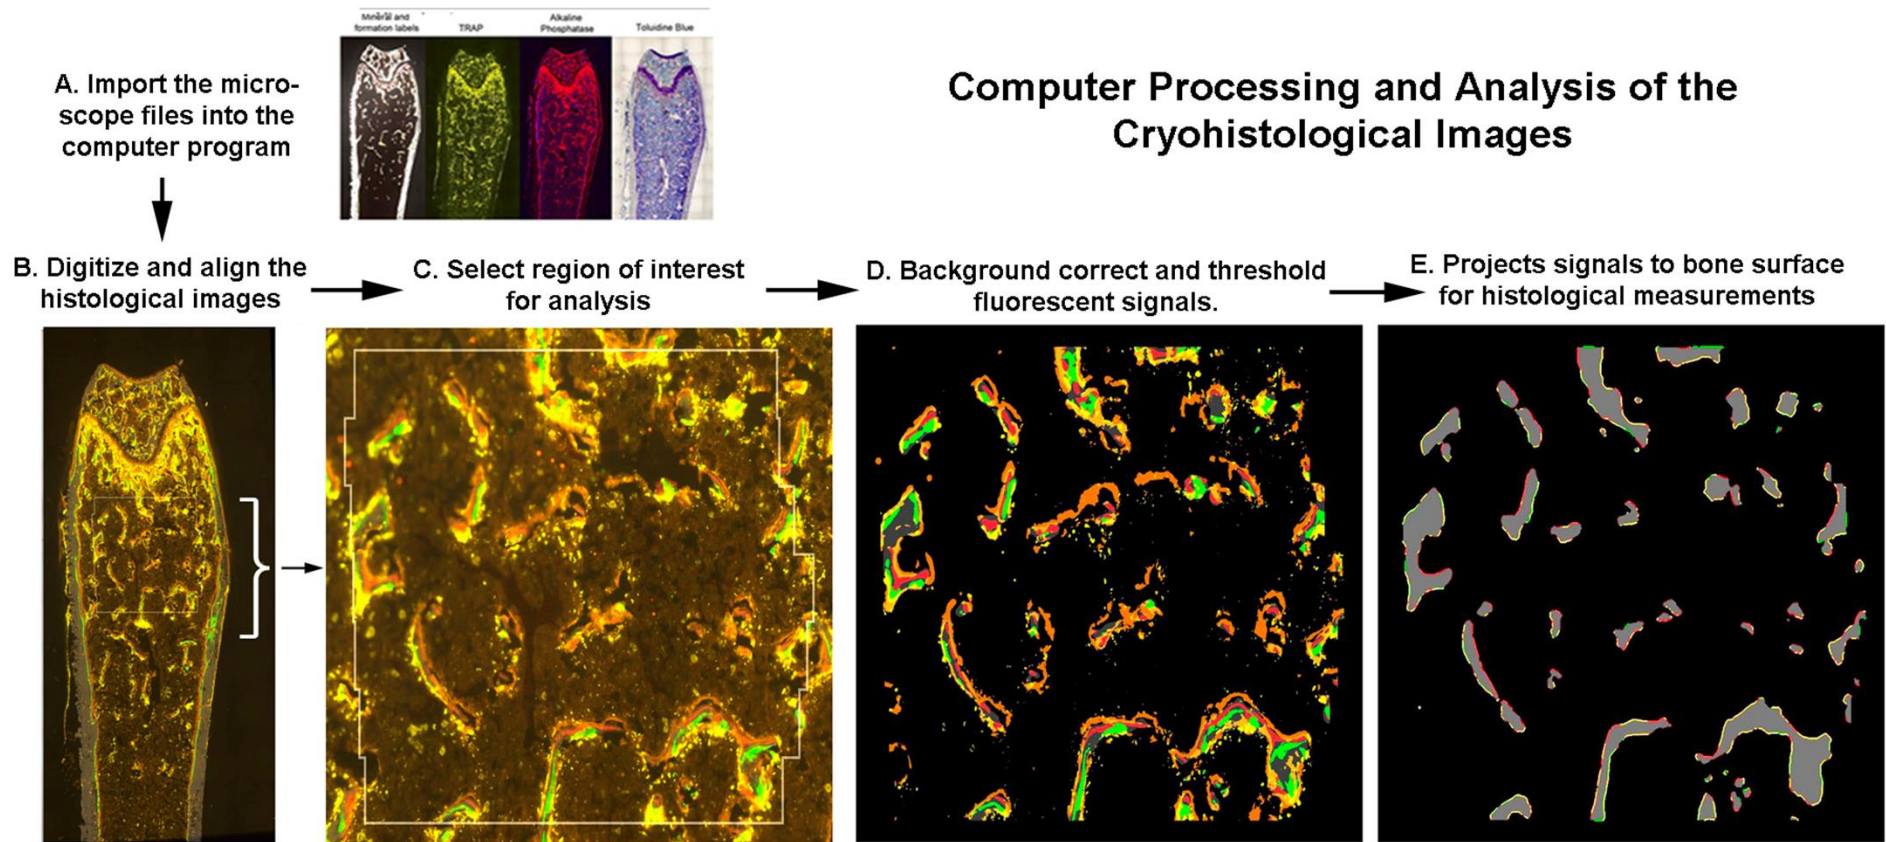 Mineral and
formation labels
TRAP
Alkaline
Phosphatase
Toluidine Blue
Computer Processing and Analysis of the
Cryohistological Images
A. Import the micro-
scope files into the
computer program
B. Digitize and align the
histological images
C. Select region of interest
for analysis
D. Background correct and threshold
fluorescent signals.
E. Projects signals to bone surface
for histological measurements